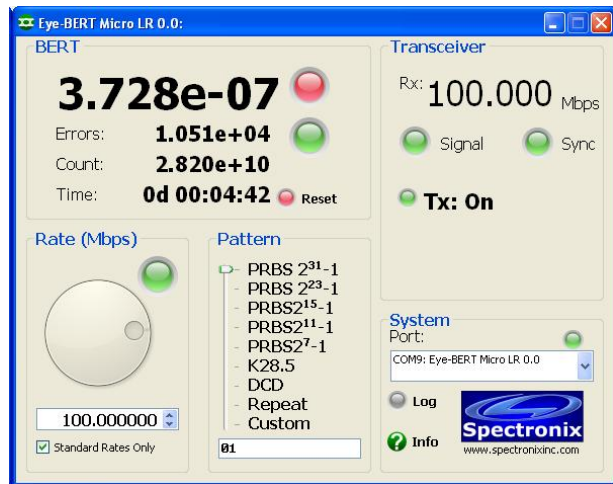 Eye-BERT Micro LR 0.0:
BERT
3.728e-07
Errors: 1.051e+04
Count: 2.820e+10
Time: 0d 00:04:42 Reset
Transceiver
Rx: 100.000 Mbps
Signal Sync
Tx: On
Rate (Mbps)
100.000000
Standard Rates Only
Pattern
PRBS 2³¹-1
PRBS 2²³-1
PRBS2¹⁵-1
PRBS2¹¹-1
PRBS2⁷-1
K28.5
DCD
Repeat
Custom
01
System
Port:
COM9: Eye-BERT Micro LR 0.0
Log
? Info
Spectronix
www.spectronixinc.com